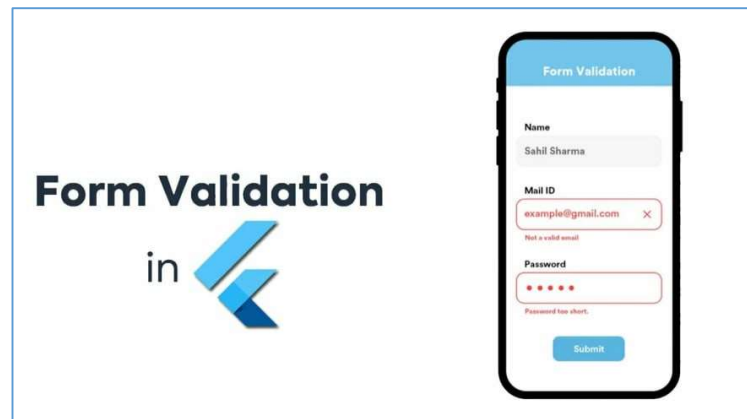 Form Validation
in
Form Validation
Name
Sahil Sharma
Mail ID
example@gmail.com ×
Not a valid email
Password
Password too short.
Submit